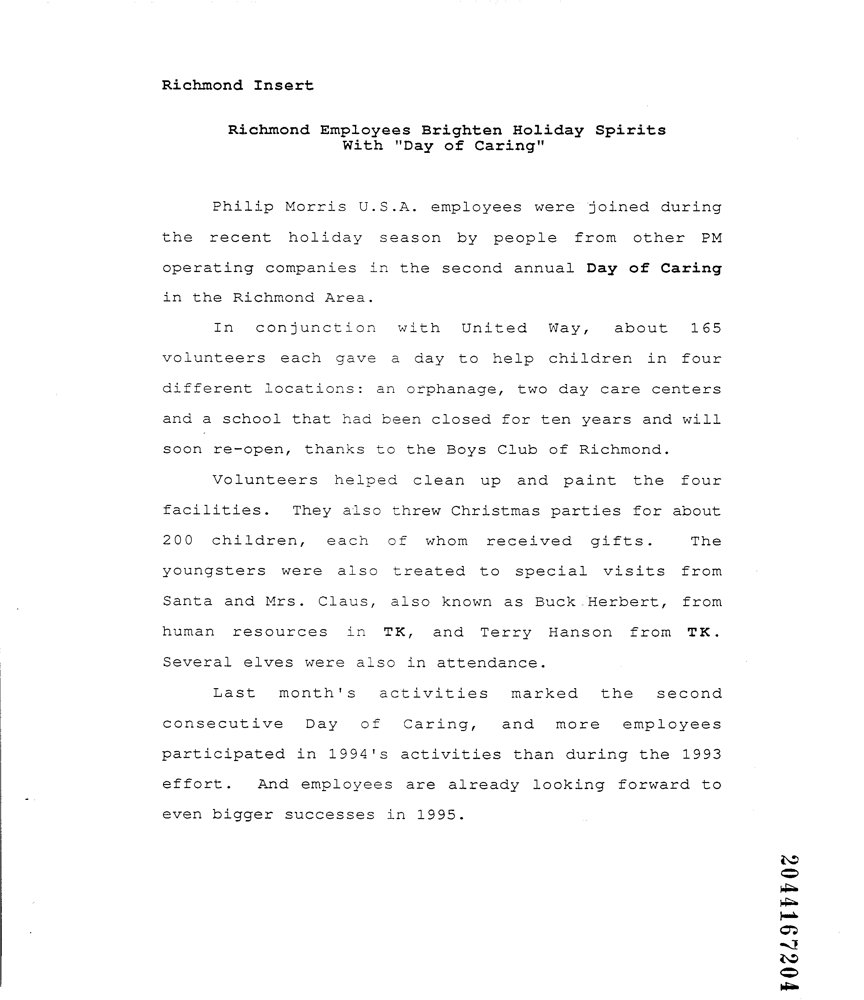 Richmond Insert
Richmond Employees Brighten Holiday Spirits
With "Day of Caring"
Philip Morris U.S.A. employees were joined during
the recent holiday season by people from other PM
operating companies in the second annual Day of Caring
in the Richmond Area.
In conjunction with United Way, about 165
volunteers each gave a day to help children in four
different locations: an orphanage, two day care centers
and a school that had been closed for ten years and will
soon re-open, thanks to the Boys Club of Richmond.
Volunteers helped clean up and paint the four
facilities. They also threw Christmas parties for about
200 children, each of whom received gifts. The
youngsters were also treated to special visits from
Santa and Mrs. Claus, also known as Buck Herbert, from
human resources in TK, and Terry Hanson from TK.
Several elves were also in attendance.
Last month's activities marked the second
consecutive Day of Caring, and more employees
participated in 1994's activities than during the 1993
effort. And employees are already looking forward to
even bigger successes in 1995.
2044167204